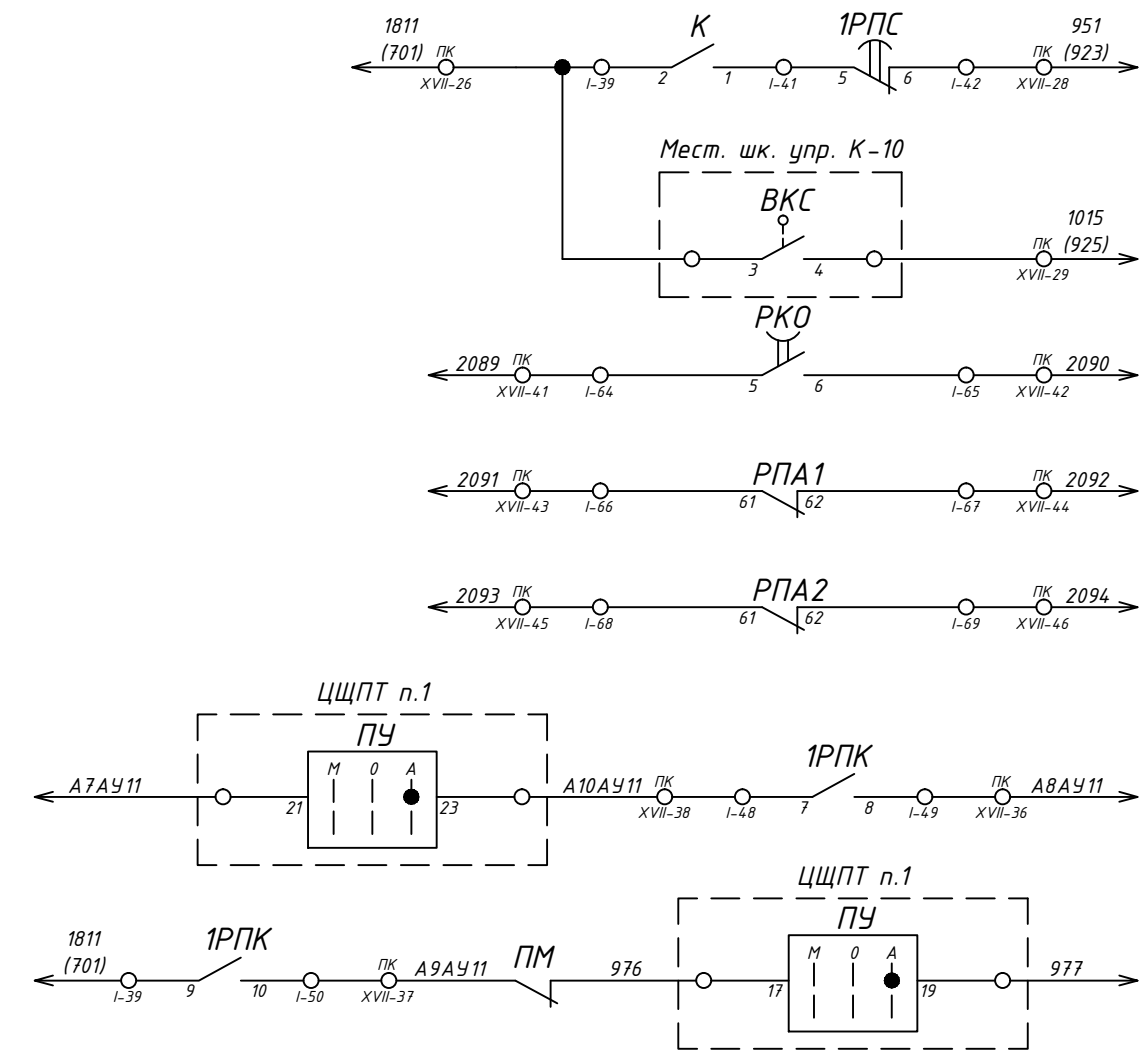 1811 К 1РПС 951
(701) ПК ПК (923)
XVII-26 I-39 2 1 I-41 5 6 I-42 XVII-28
Мест. шк. упр. К-10
ВКС 1015
ПК (925)
3 4 XVII-29
РКО
2089 ПК ПК 2090
XVII-41 I-64 5 6 I-65 XVII-42
РПА1
2091 ПК ПК 2092
XVII-43 I-66 61 62 I-67 XVII-44
РПА2
2093 ПК ПК 2094
XVII-45 I-68 61 62 I-69 XVII-46
ЦЩПТ п.1
ПУ 1РПК
М 0 А
А7АУ11 А10АУ11 ПК ПК А8АУ11
21 23 XVII-38 I-48 7 8 I-49 XVII-36
ЦЩПТ п.1
1811 1РПК ПМ ПУ
(701) ПК А9АУ11 976 М 0 А 977
I-39 9 10 I-50 XVII-37 17 19